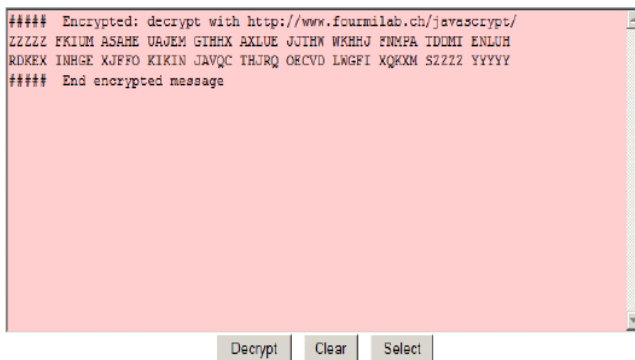 ##### Encrypted: decrypt with http://www.fourmilab.ch/javascrypt/
ZZZZZ FKIUM ASAHE UAJEM GTHHX AXLUE JJTHW WKHHJ FNMPA TDDMI ENLUH
RDKEX INHGE XJFFO KIKIN JAVQC THJRQ OECVD LWGFI XQKXM SZZZZ YYYYY
##### End encrypted message
Decrypt Clear Select